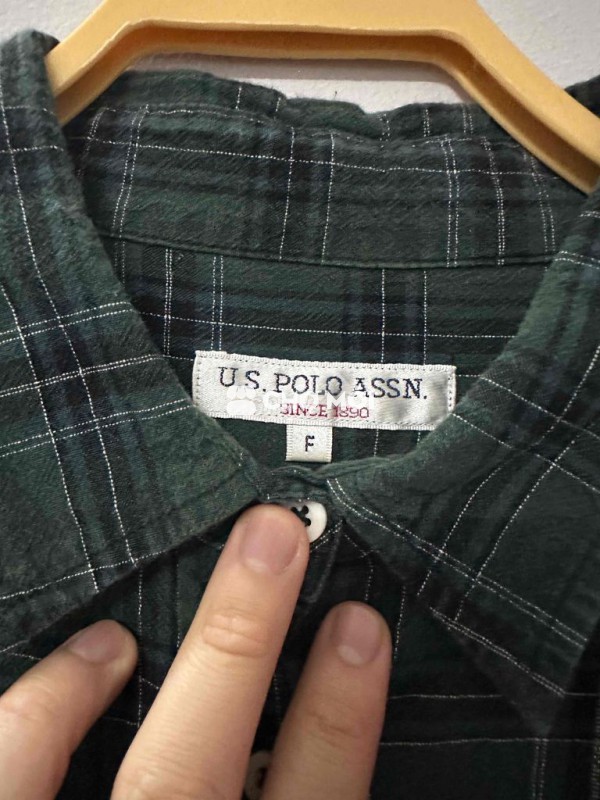 U.S. POLO ASSN.
SINCE 1890
F